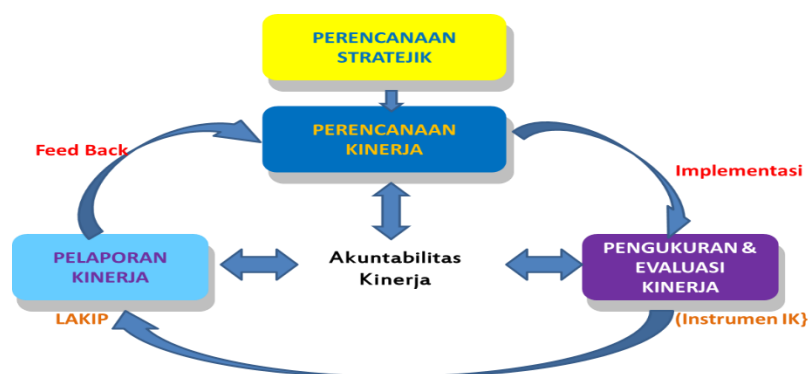 PERENCANAAN
STRATEJIK
PERENCANAAN
KINERJA
Feed Back
Implementasi
PELAPORAN
KINERJA
Akuntabilitas
Kinerja
PENGUKURAN &
EVALUASI
KINERJA
LAKIP
(Instrumen IK}